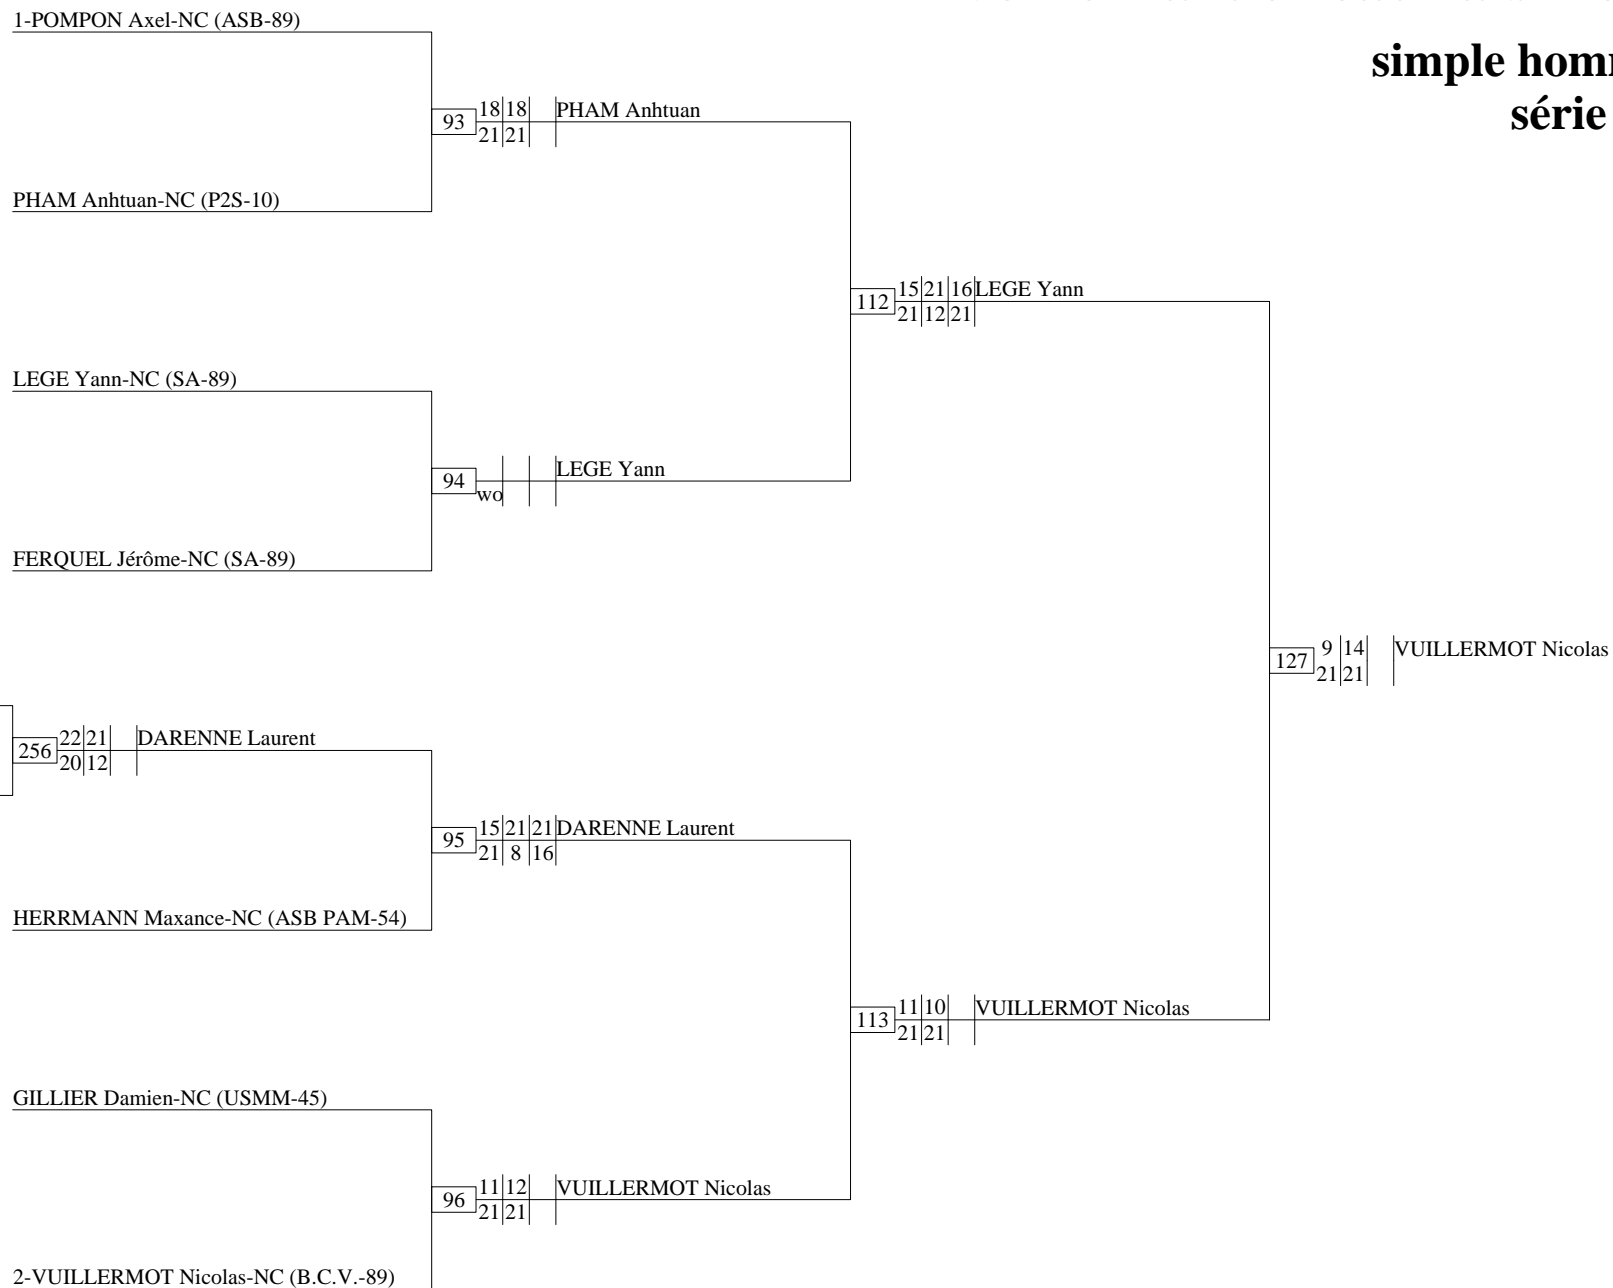 1-POMPON Axel-NC (ASB-89)
simple
série
93
18 18
21 21
PHAM Anhtuan
PHAM Anhtuan-NC (P2S-10)
112
15 21 16
21 12 21
LEGE Yann
LEGE Yann-NC (SA-89)
94
wo
LEGE Yann
FERQUEL Jérôme-NC (SA-89)
127
9 14
21 21
VUILLERMOT Nicolas
256
22 21
20 12
DARENNE Laurent
95
15 21 21
21 8 16
DARENNE Laurent
HERRMANN Maxance-NC (ASB PAM-54)
113
11 10
21 21
VUILLERMOT Nicolas
GILLIER Damien-NC (USMM-45)
96
11 12
21 21
VUILLERMOT Nicolas
2-VUILLERMOT Nicolas-NC (B.C.V.-89)